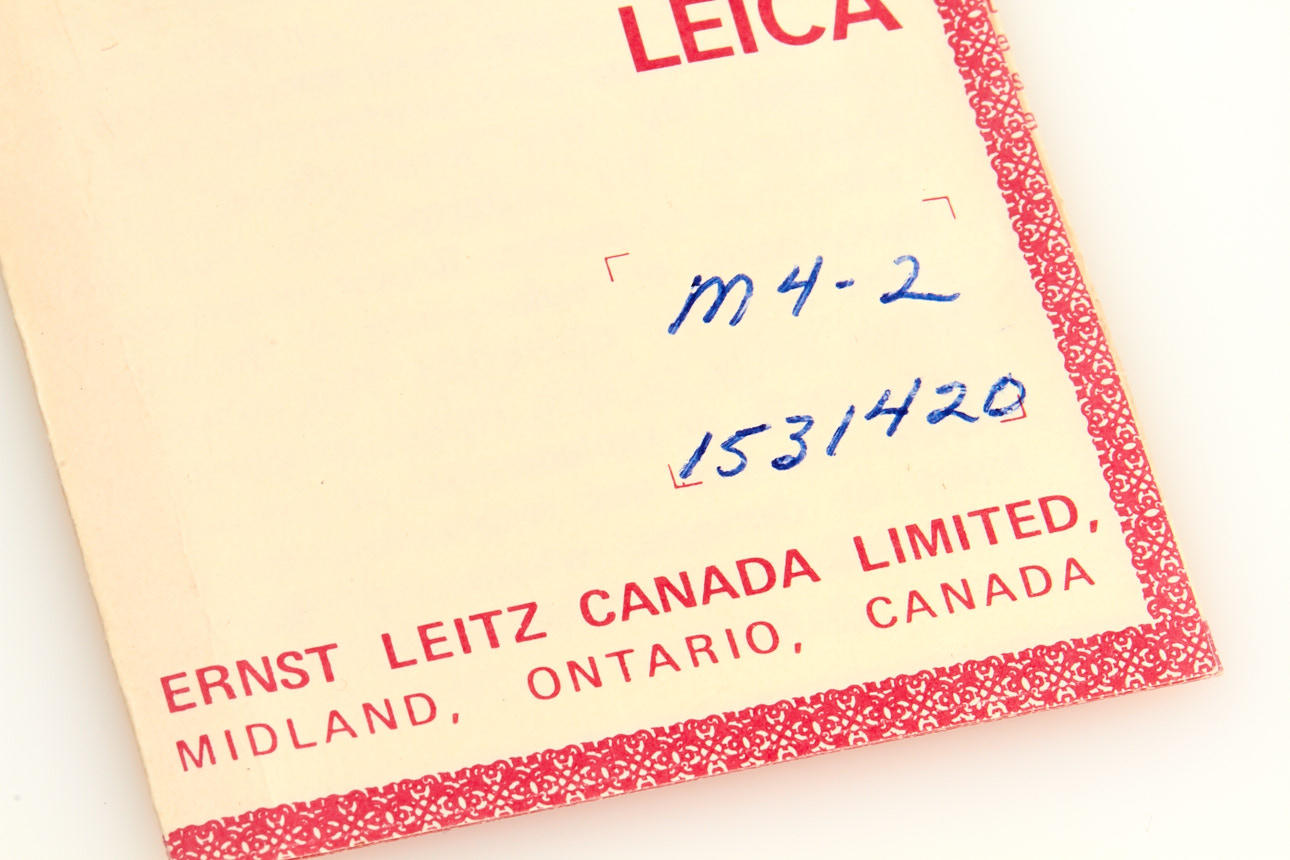 LEICA
M4-2
1531420
ERNST LEITZ CANADA LIMITED,
MIDLAND, ONTARIO, CANADA